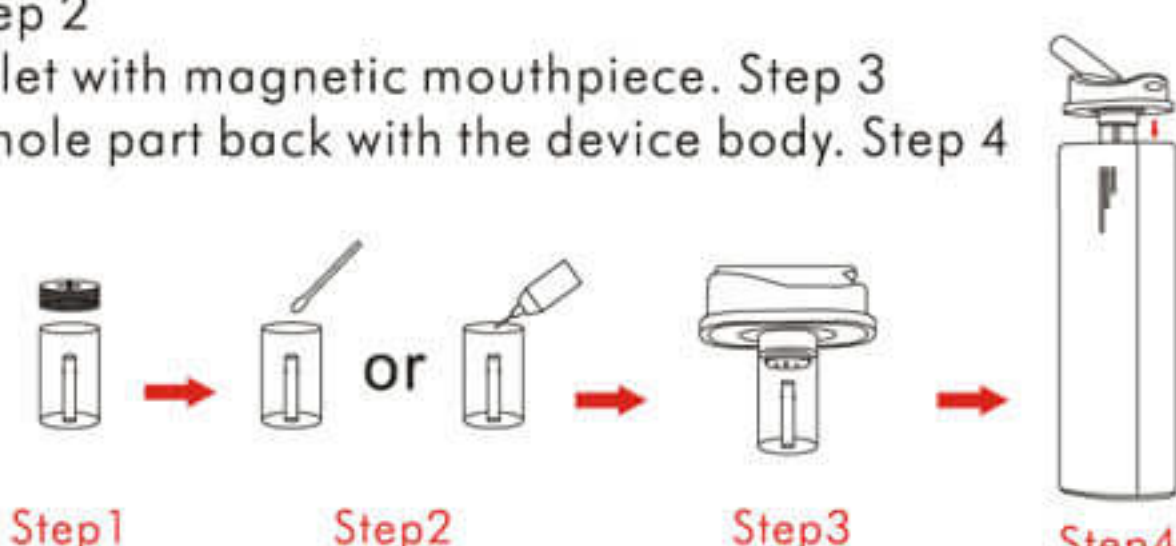 ep 2
let with magnetic mouthpiece. Step 3
hole part back with the device body. Step 4
or
Step1
Step2
Step3
Step4